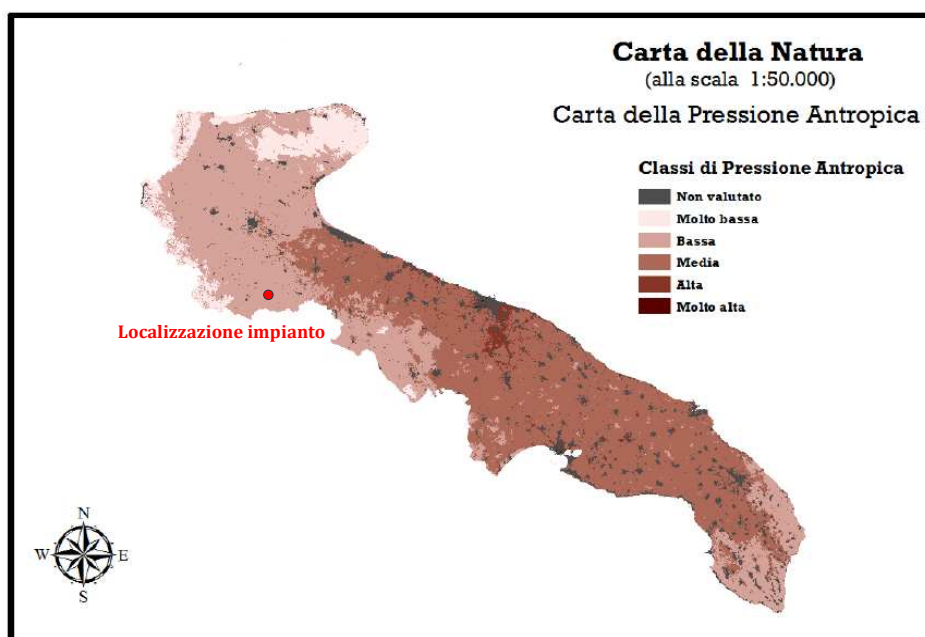 Carta della Natura
(alla scala 1:50.000)
Carta della Pressione Antropica
Classi di Pressione Antropica
Non valutato
Molto bassa
Bassa
Media
Alta
Molto alta
Localizzazione impianto
N
W E
S